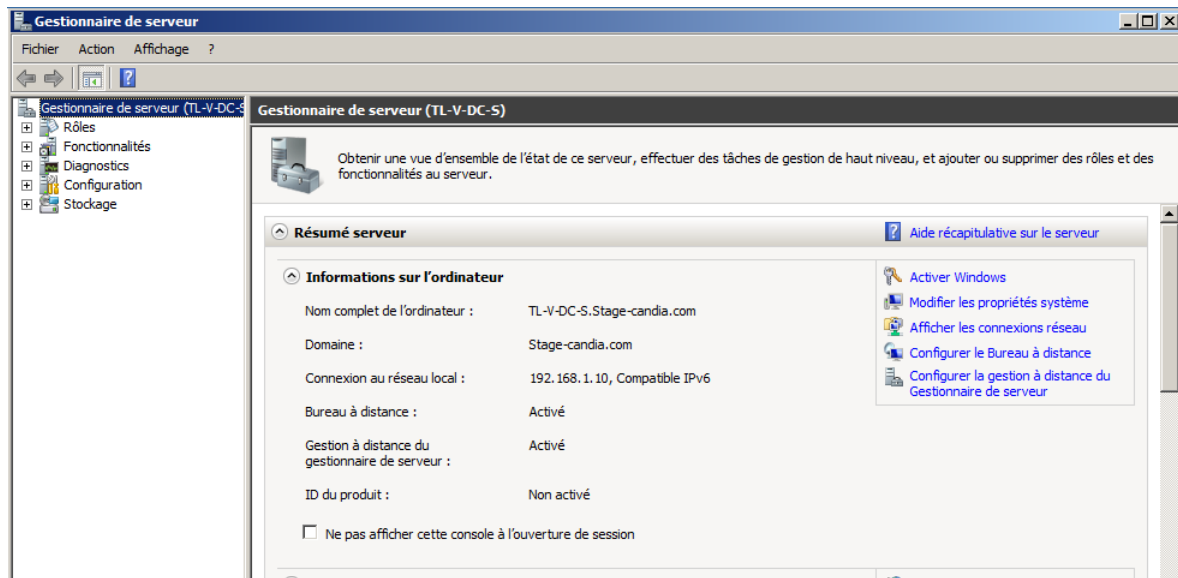 Gestionnaire de serveur
Fichier Action Affichage ?
Gestionnaire de serveur (TL-V-DC-S
Rôles
Fonctionnalités
Diagnostics
Configuration
Stockage
Gestionnaire de serveur (TL-V-DC-S)
Obtenir une vue d'ensemble de l'état de ce serveur, effectuer des tâches de gestion de haut niveau, et ajouter ou supprimer des rôles et des
fonctionnalités au serveur.
Résumé serveur
Aide récapitulative sur le serveur
Informations sur l'ordinateur
Nom complet de l'ordinateur : TL-V-DC-S.Stage-candia.com
Domaine : Stage-candia.com
Connexion au réseau local : 192.168.1.10, Compatible IPv6
Bureau à distance : Activé
Gestion à distance du
gestionnaire de serveur : Activé
ID du produit : Non activé
Ne pas afficher cette console à l'ouverture de session
Activer Windows
Modifier les propriétés système
Afficher les connexions réseau
Configurer le Bureau à distance
Configurer la gestion à distance du
Gestionnaire de serveur